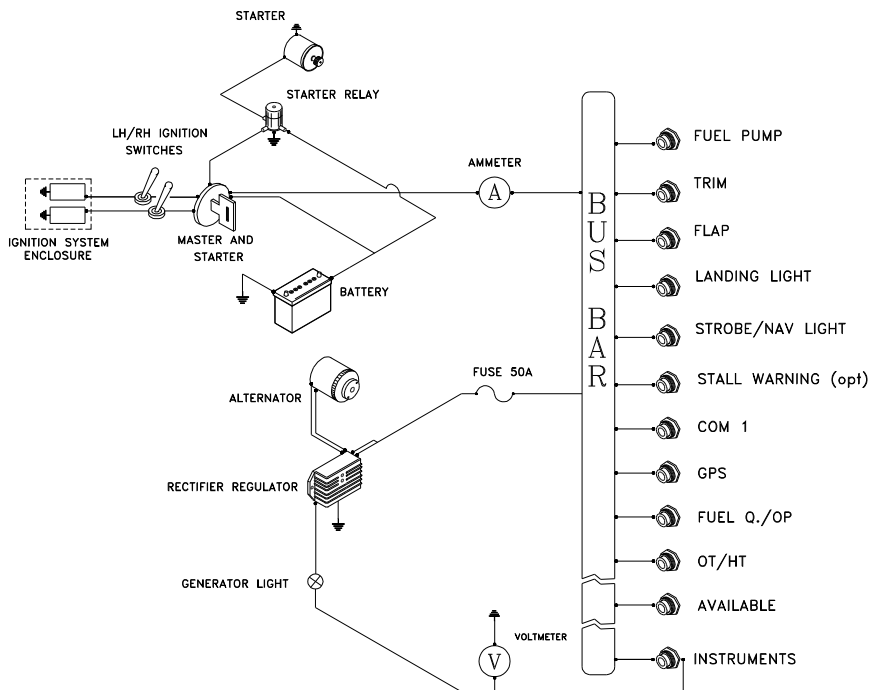 STARTER
STARTER RELAY
LH/RH IGNITION
SWITCHES
AMMETER
A
IGNITION SYSTEM
ENCLOSURE
MASTER AND
STARTER
BATTERY
FUSE 50A
ALTERNATOR
RECTIFIER REGULATOR
GENERATOR LIGHT
VOLTMETER
V
BUS BAR
FUEL PUMP
TRIM
FLAP
LANDING LIGHT
STROBE/NAV LIGHT
STALL WARNING (opt)
COM 1
GPS
FUEL Q./OP
OT/HT
AVAILABLE
INSTRUMENTS